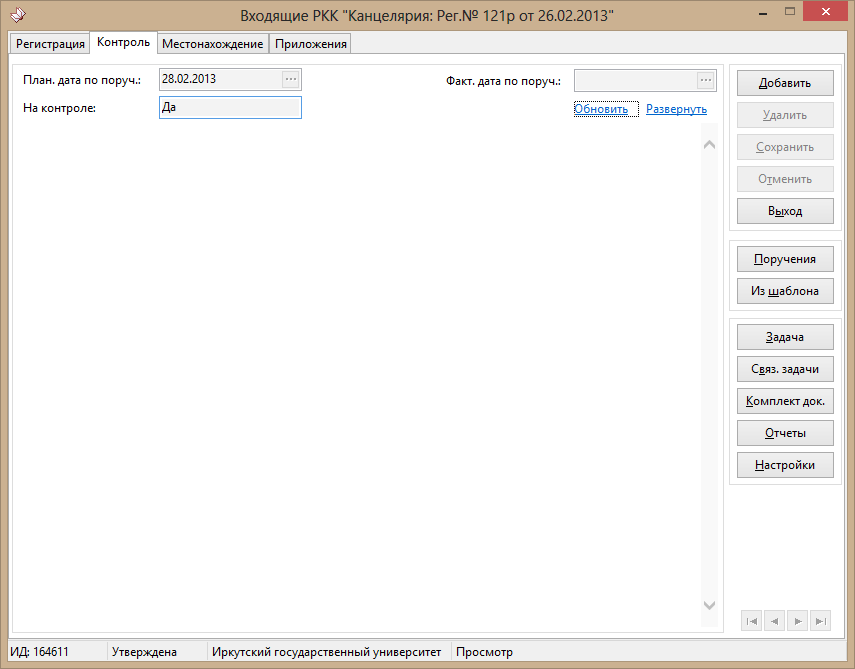 Входящие РКК "Канцелярия: Рег.№ 121р от 26.02.2013"
Регистрация Контроль Местонахождение Приложения
План. дата по поруч.: 28.02.2013 ... Факт. дата по поруч.: ...
На контроле: Да Обновить Развернуть
Добавить
Удалить
Сохранить
Отменить
Выход
Поручения
Из шаблона
Задача
Связ. задачи
Комплект док.
Отчеты
Настройки
ИД: 164611 Утверждена Иркутский государственный университет Просмотр